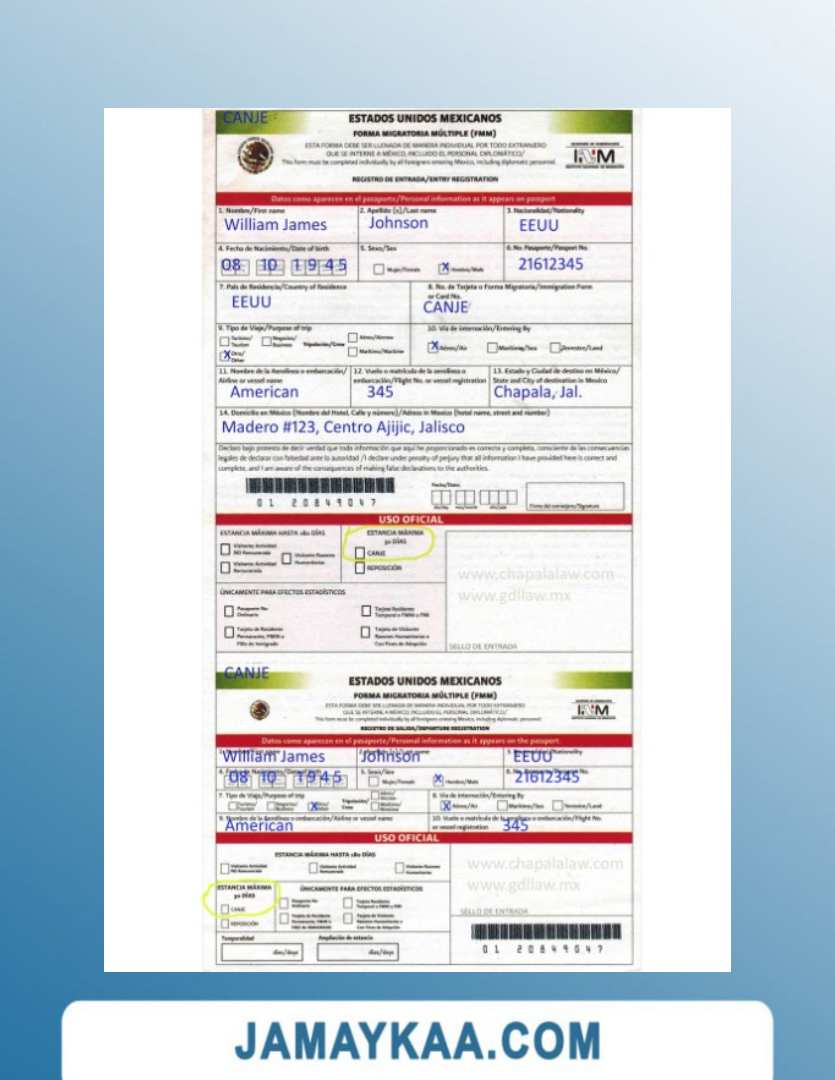 CANJE
ESTADOS UNIDOS MEXICANOS
FORMA MIGRATORIA MÚLTIPLE (FMM)
ESTA FORMA DEBE SER LLENADA DE MANERA INDIVIDUAL POR TODO EXTRANJERO
QUE SE INTERNE A MÉXICO, INCLUIDO EL PERSONAL DIPLOMÁTICO/
This form must be completed individually by all foreigners entering Mexico, including diplomatic personnel.
INM
REGISTRO DE ENTRADA/ENTRY REGISTRATION
Datos como aparecen en el pasaporte/Personal information as it appears on passport
1. Nombre/First name 2. Apellido (s)/Last name 3. Nacionalidad/Nationality
William James Johnson EEUU
4. Fecha de Nacimiento/Date of birth 5. Sexo/Sex 6. No. Pasaporte/Passport No.
08 10 1945 Mujer/Female X Hombre/Male 21612345
7. País de Residencia/Country of Residence 8. No. de Tarjeta o Forma Migratoria/Immigration Form
or Card No.
EEUU CANJE
9. Tipo de Viaje/Purpose of trip 10. Vía de internación/Entering By
Turismo/Tourism Negocios/Business Tripulación/Crew Aéreo/Aircrew
X Otro/Other Marítimo/Maritime X Aérea/Air Marítima/Sea Terrestre/Land
11. Nombre de la Aerolínea o embarcación/ 12. Vuelo o matrícula de la aerolínea o 13. Estado y Ciudad de destino en México/
Airline or vessel name embarcación/Flight No. or vessel registration State and City of destination in Mexico
American 345 Chapala, Jal.
14. Domicilio en México (Nombre del Hotel, Calle y número)/Adress in Mexico (hotel name, street and number)
Madero #123, Centro Ajijic, Jalisco
Declaro bajo protesta de decir verdad que toda información que aquí he proporcionado es correcta y completa, consciente de las consecuencias
legales de declarar con falsedad ante la autoridad / I declare under penalty of perjury that all information I have provided here is correct and
complete, and I am aware of the consequences of making false declarations to the authorities.
Fecha/Date:
01 20849047
Firma del extranjero/Signature
USO OFICIAL
ESTANCIA MÁXIMA HASTA 180 DÍAS ESTANCIA MÁXIMA
30 DÍAS
Visitante Actividad NO Remunerada Visitante Razones Humanitarias CANJE
Visitante Actividad Remunerada REPOSICIÓN
www.chapalalaw.com
www.gdllaw.mx
ÚNICAMENTE PARA EFECTOS ESTADÍSTICOS
Pasaporte No Ordinario Tarjeta Residente Temporal o FMM o FMI
Tarjeta de Residente Permanente, Tarjeta de Visitante Razones Humanitarias o Con Fines de Adopción
SELLO DE ENTRADA
CANJE
ESTADOS UNIDOS MEXICANOS
FORMA MIGRATORIA MÚLTIPLE (FMM)
ESTA FORMA DEBE SER LLENADA DE MANERA INDIVIDUAL POR TODO EXTRANJERO
QUE SE INTERNE A MÉXICO, INCLUIDO EL PERSONAL DIPLOMÁTICO/
This form must be completed individually by all foreigners entering Mexico, including diplomatic personnel.
INM
REGISTRO DE SALIDA/DEPARTURE REGISTRATION
Datos como aparecen en el pasaporte/Personal information as it appears on the passport.
William James Johnson EEUU
5. Sexo/Sex
08 10 1945 Mujer/Female X Hombre/Male 21612345
7. Tipo de Viaje/Purpose of trip 8. Vía de internación/Entering By
Turismo/Tourism Negocios/Business X Tripulación/Crew X Aérea/Air Marítima/Sea Terrestre/Land
9. Nombre de la Aerolínea o embarcación/Airline or vessel name 10. Vuelo o matrícula de la aerolínea o embarcación/Flight No.
or vessel registration
American 345
USO OFICIAL
ESTANCIA MÁXIMA HASTA 180 DÍAS
Visitante Actividad NO Remunerada Visitante Actividad Remunerada Visitante Razones Humanitarias
www.chapalalaw.com
www.gdllaw.mx
ESTANCIA MÁXIMA ÚNICAMENTE PARA EFECTOS ESTADÍSTICOS
30 DÍAS
CANJE Pasaporte No Ordinario Tarjeta Residente Temporal o FMM o FMI
REPOSICIÓN Tarjeta de Residente Permanente, Tarjeta de Visitante Razones Humanitarias o Con Fines de Adopción
SELLO DE ENTRADA
Temporalidad Ampliación de estancia
días/days días/days
01 20849047
JAMAYKAA.COM